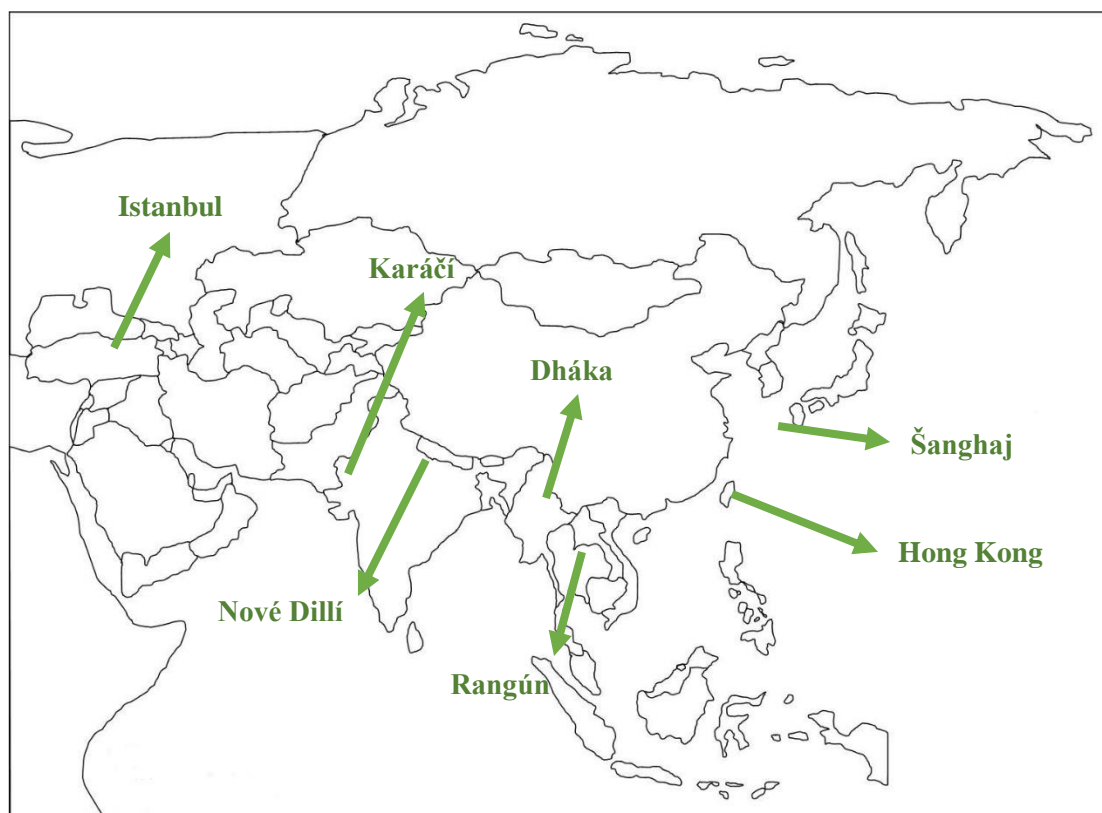 Istanbul
Karáčí
Dháka
Šanghaj
Hong Kong
Nové Dillí
Rangún